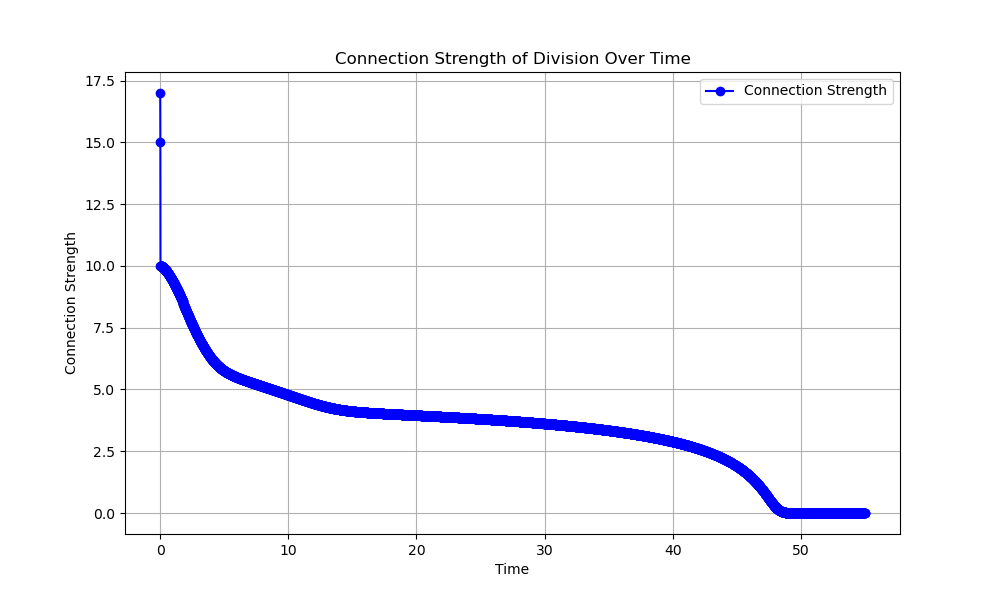 Connection Strength of Division Over Time
Connection Strength
17.5
15.0
12.5
10.0
7.5
5.0
2.5
0.0
Connection Strength
0 10 20 30 40 50
Time